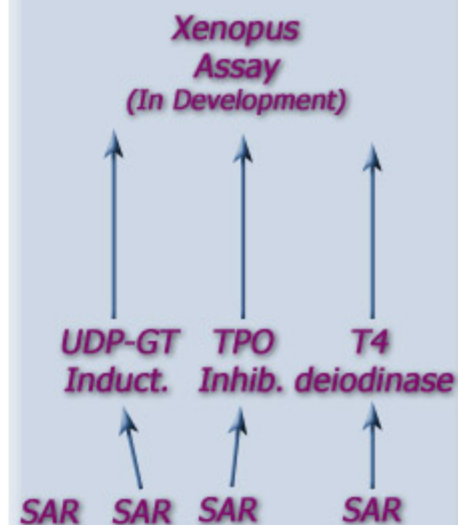 Xenopus
Assay
(In Development)
UDP-GT TPO T4
Induct. Inhib. deiodinase
SAR SAR SAR SAR